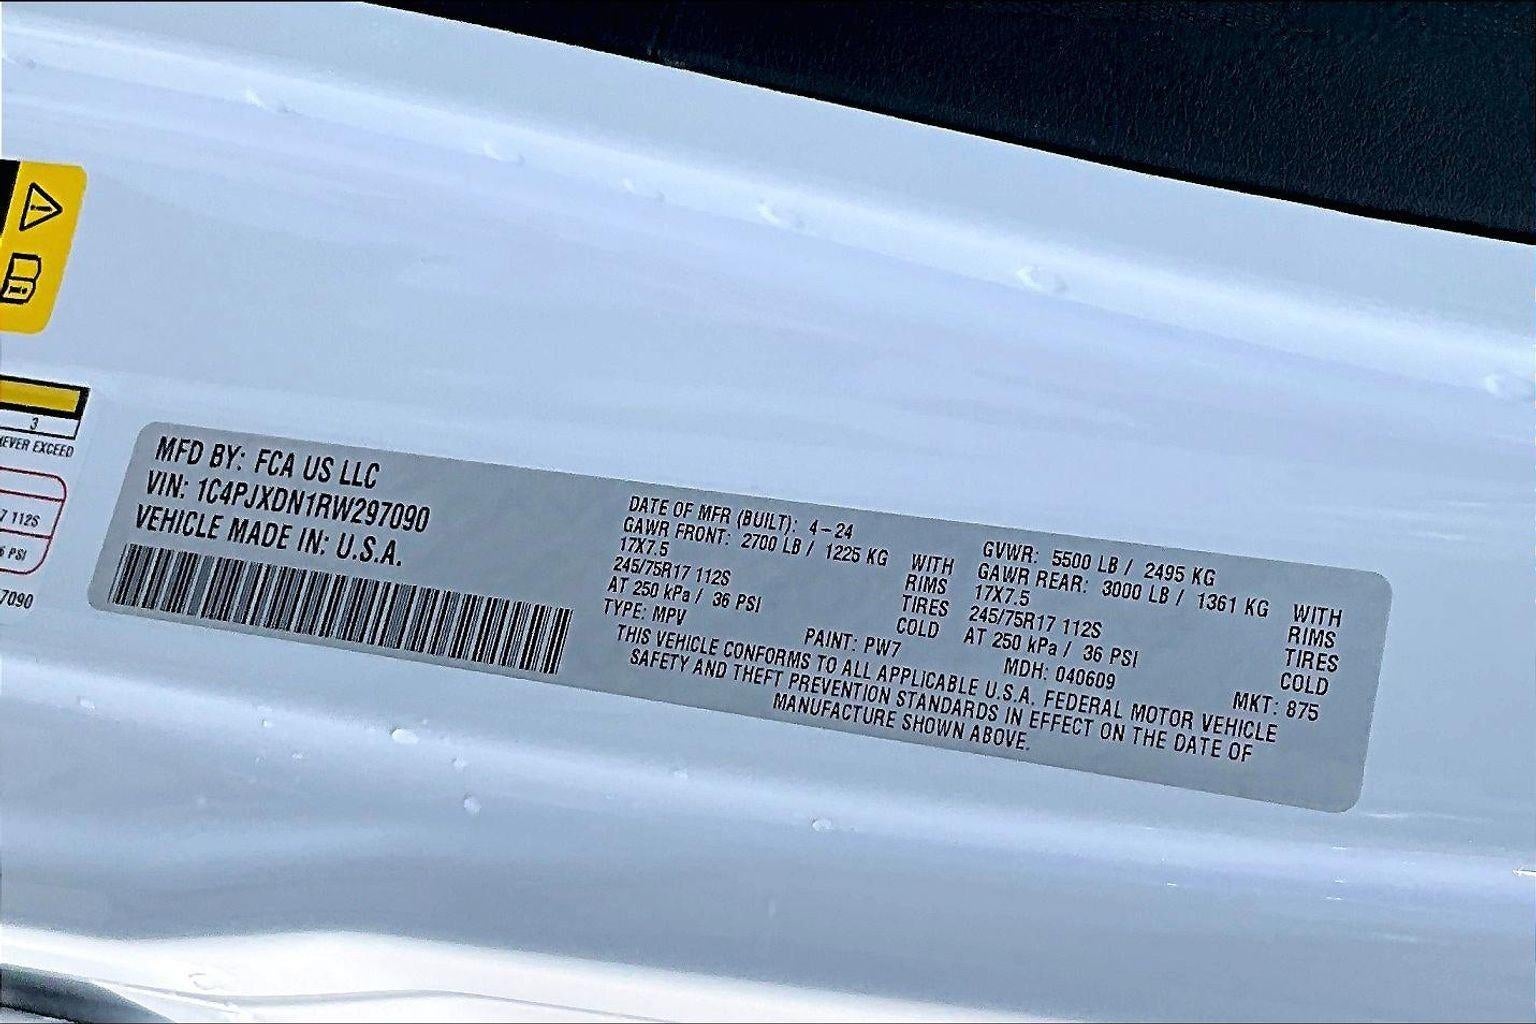 3
NEVER EXCEED
7 112S
6 PSI
7090
MFD BY: FCA US LLC
VIN: 1C4PJXDN1RW297090
VEHICLE MADE IN: U.S.A.
DATE OF MFR (BUILT): 4-24
GAWR FRONT: 2700 LB / 1225 KG WITH
17X7.5 RIMS
245/75R17 112S TIRES
AT 250 kPa / 36 PSI COLD
TYPE: MPV PAINT: PW7
GVWR: 5500 LB / 2495 KG
GAWR REAR: 3000 LB / 1361 KG WITH
17X7.5 RIMS
245/75R17 112S TIRES
AT 250 kPa / 36 PSI COLD
MDH: 040609 MKT: 875
THIS VEHICLE CONFORMS TO ALL APPLICABLE U.S.A. FEDERAL MOTOR VEHICLE
SAFETY AND THEFT PREVENTION STANDARDS IN EFFECT ON THE DATE OF
MANUFACTURE SHOWN ABOVE.